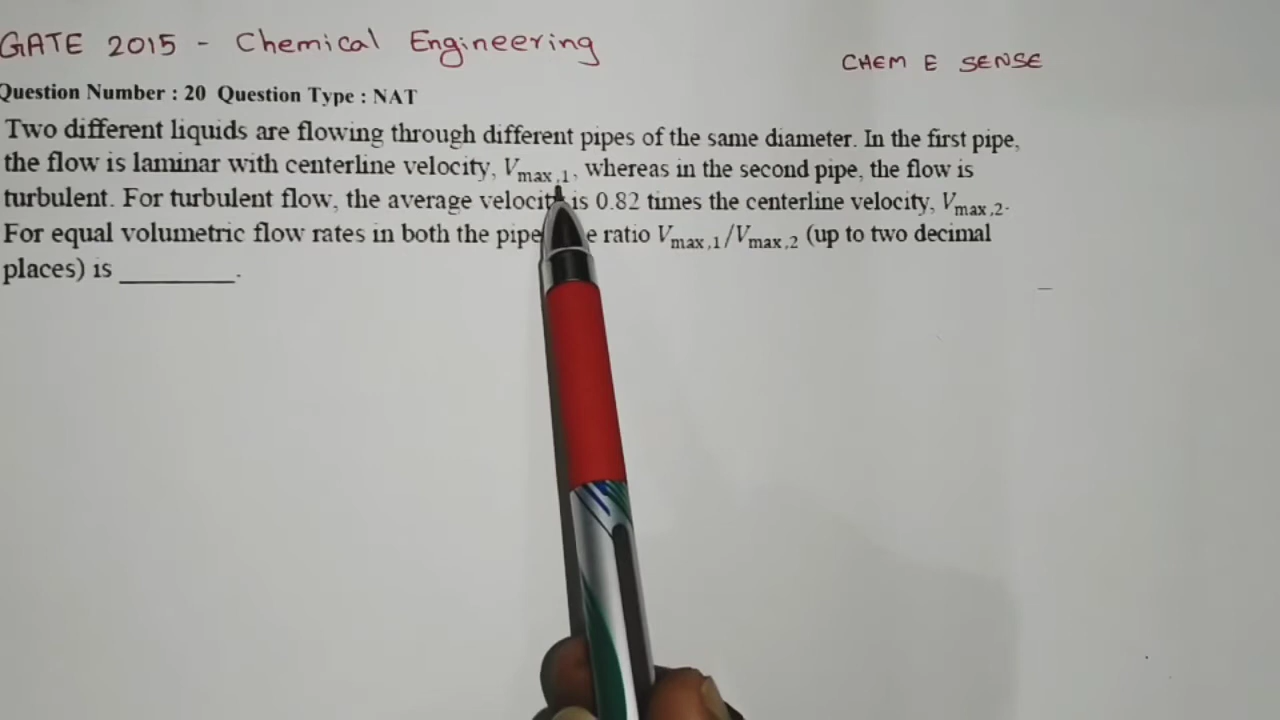 GATE 2015 - Chemical Engineering
CHEM E SENSE
Question Number : 20 Question Type : NAT
Two different liquids are flowing through different pipes of the same diameter. In the first pipe,
the flow is laminar with centerline velocity, Vmax,1, whereas in the second pipe, the flow is
turbulent. For turbulent flow, the average velocit is 0.82 times the centerline velocity, Vmax,2.
For equal volumetric flow rates in both the pipe e ratio Vmax,1/Vmax,2 (up to two decimal
places) is ________.